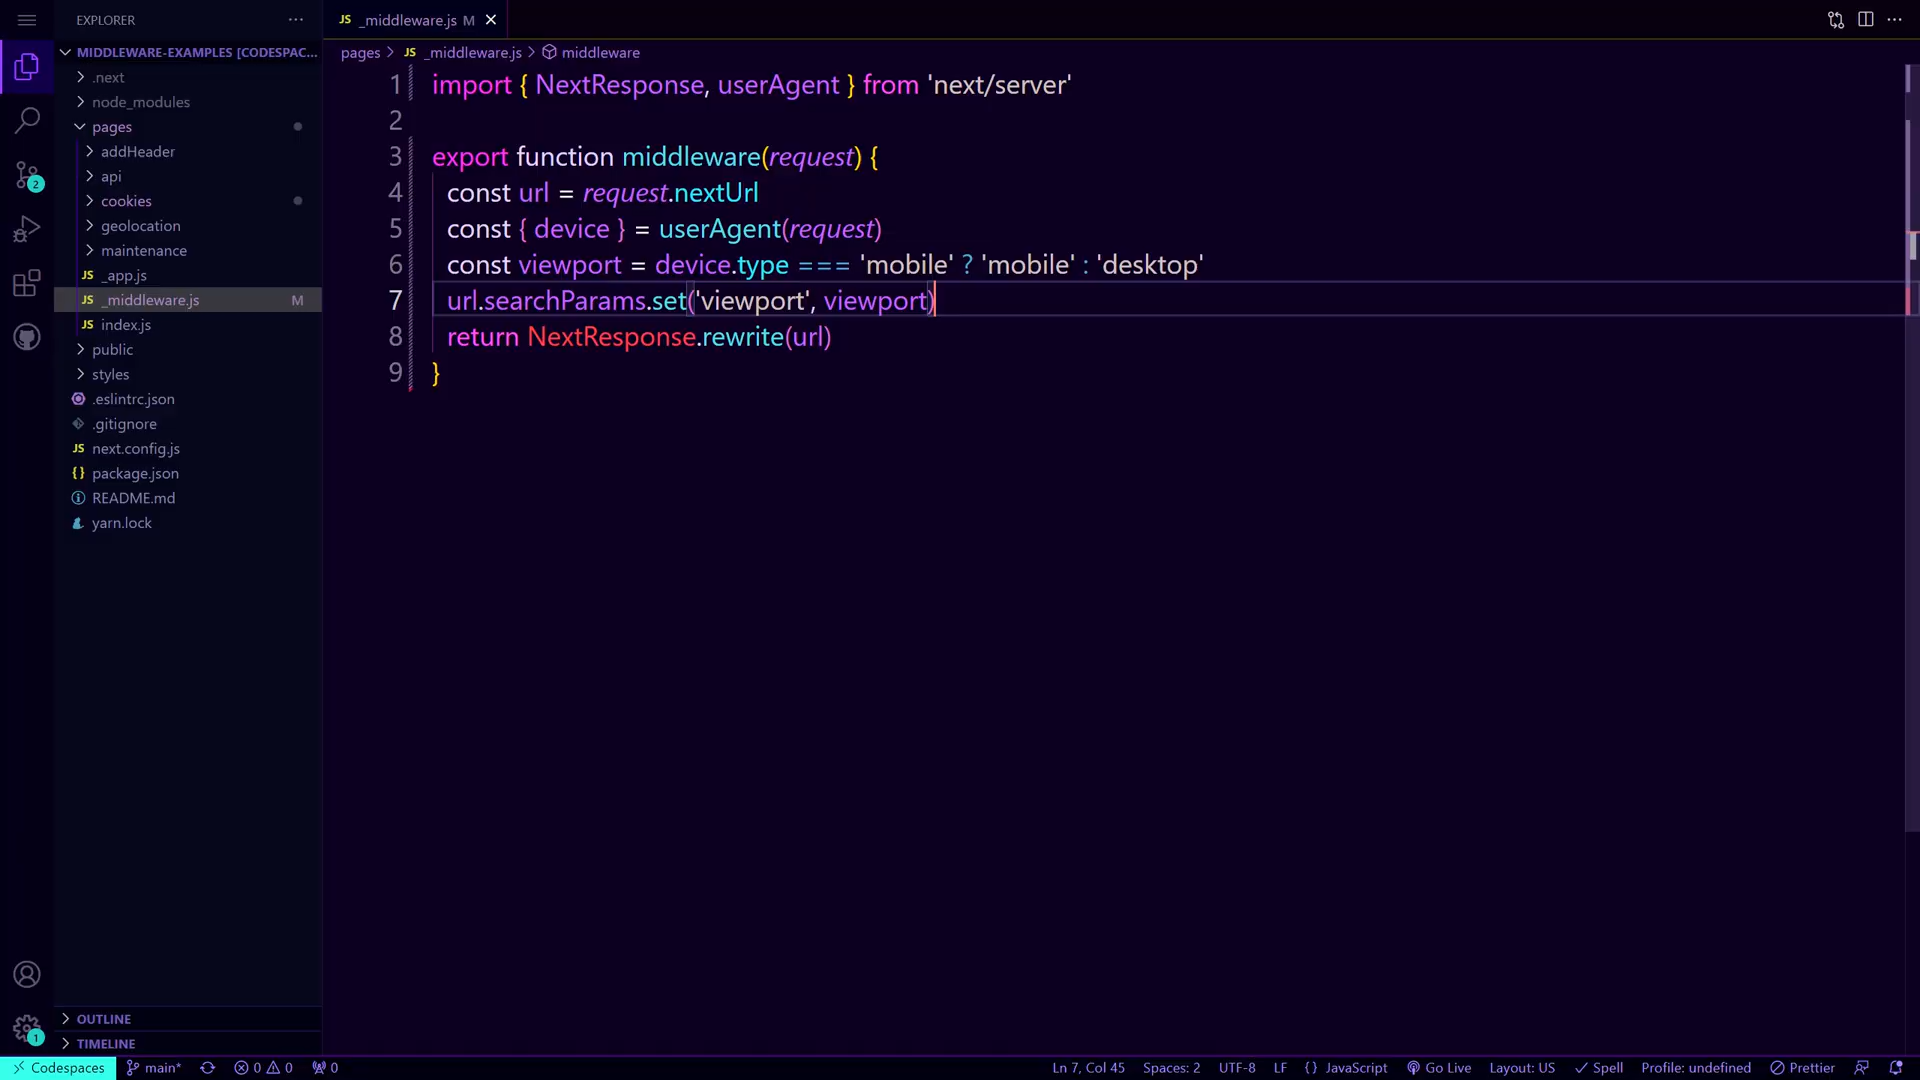 EXPLORER
MIDDLEWARE-EXAMPLES [CODESPAC...
.next
node_modules
pages
addHeader
api
cookies
geolocation
maintenance
JS _app.js
JS _middleware.js M
JS index.js
public
styles
.eslintrc.json
.gitignore
JS next.config.js
{} package.json
README.md
yarn.lock
OUTLINE
TIMELINE
2
1
JS _middleware.js M
pages > JS _middleware.js > middleware
1 import { NextResponse, userAgent } from 'next/server'
2
3 export function middleware(request) {
4 const url = request.nextUrl
5 const { device } = userAgent(request)
6 const viewport = device.type === 'mobile' ? 'mobile' : 'desktop'
7 url.searchParams.set('viewport', viewport)
8 return NextResponse.rewrite(url)
9 }
Codespaces main* 0 0 0 Ln 7, Col 45 Spaces: 2 UTF-8 LF {} JavaScript Go Live Layout: US Spell Profile: undefined Prettier